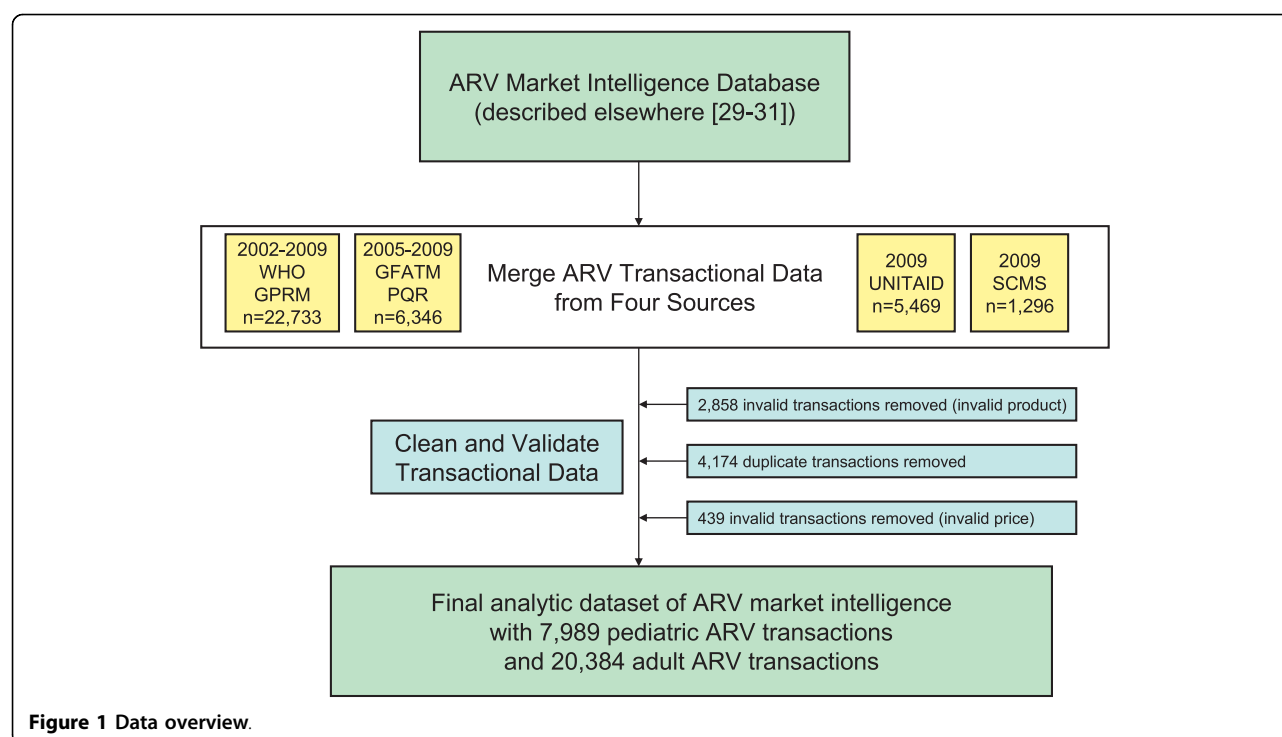 ARV Market Intelligence Database
(described elsewhere [29-31])
2002-2009
WHO
GPRM
n=22,733
2005-2009
GFATM
PQR
n=6,346
Merge ARV Transactional Data
from Four Sources
2009
UNITAID
n=5,469
2009
SCMS
n=1,296
2,858 invalid transactions removed (invalid product)
Clean and Validate
Transactional Data
4,174 duplicate transactions removed
439 invalid transactions removed (invalid price)
Final analytic dataset of ARV market intelligence
with 7,989 pediatric ARV transactions
and 20,384 adult ARV transactions
Figure 1 Data overview.